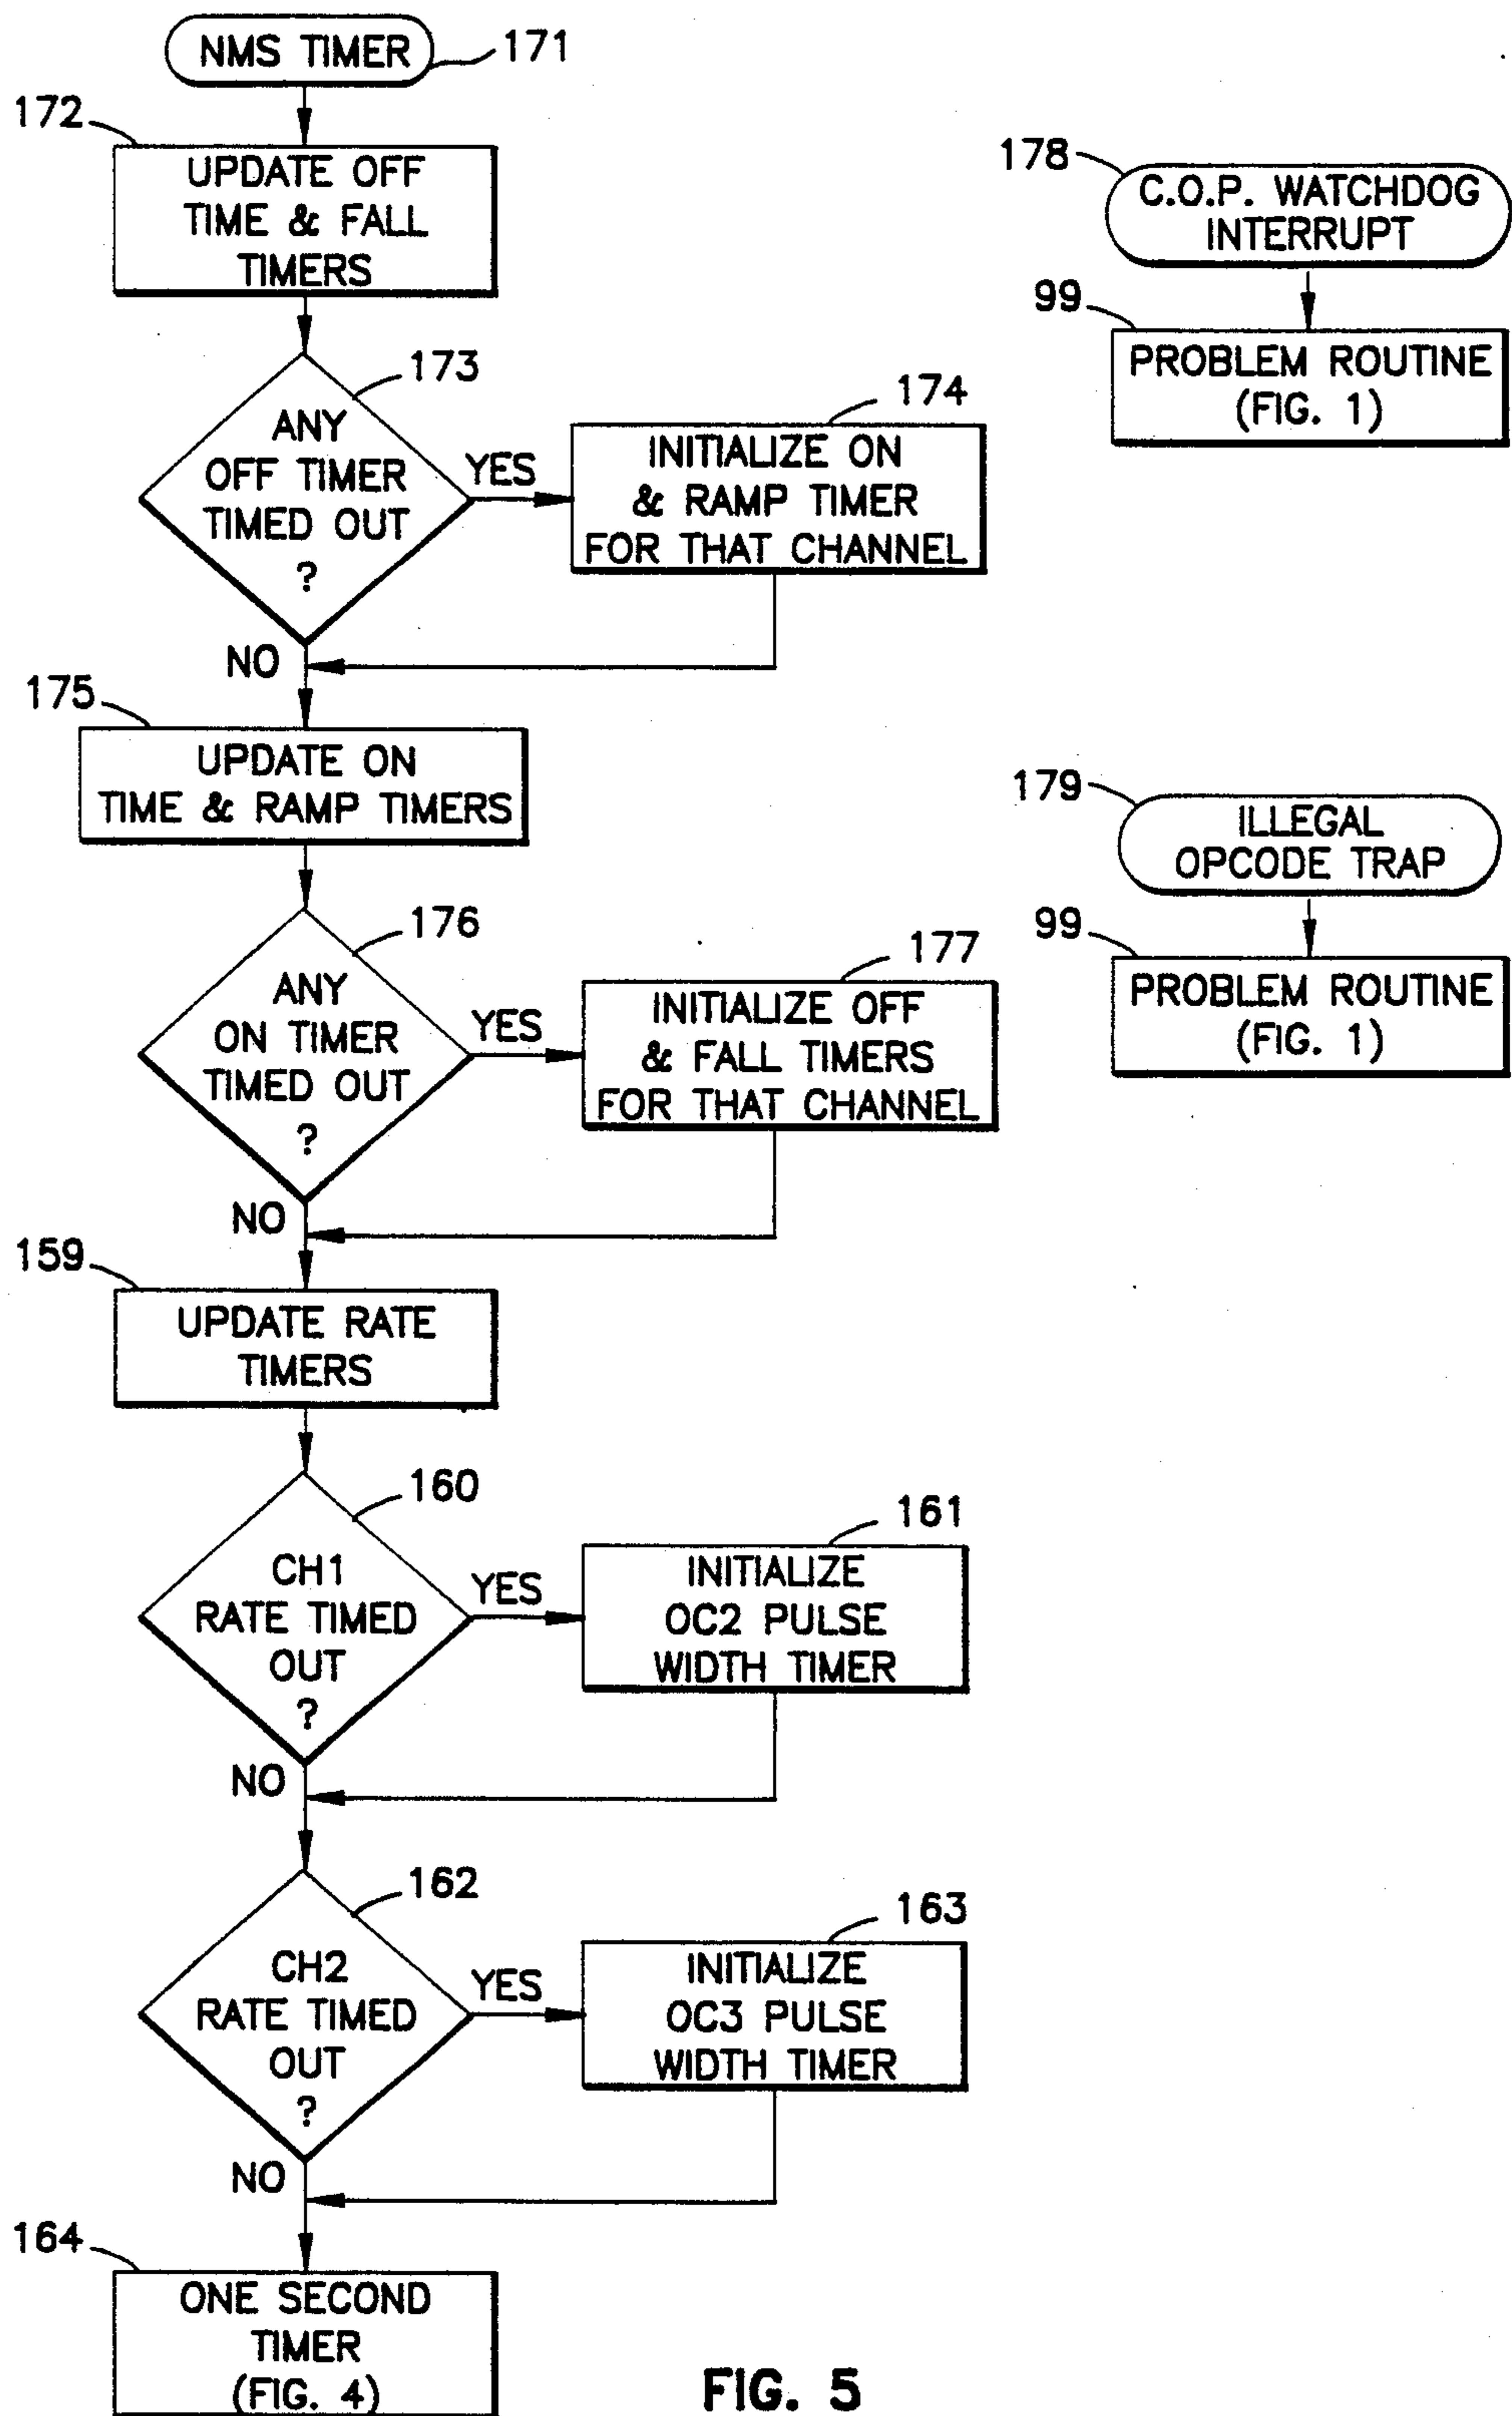 NMS TIMER
171
172
UPDATE OFF
TIME & FALL
TIMERS
173
ANY
OFF TIMER
TIMED OUT
?
YES
NO
174
INITIALIZE ON
& RAMP TIMER
FOR THAT CHANNEL
175
UPDATE ON
TIME & RAMP TIMERS
176
ANY
ON TIMER
TIMED OUT
?
YES
NO
177
INITIALIZE OFF
& FALL TIMERS
FOR THAT CHANNEL
159
UPDATE RATE
TIMERS
160
CH1
RATE TIMED
OUT
?
YES
NO
161
INITIALIZE
OC2 PULSE
WIDTH TIMER
162
CH2
RATE TIMED
OUT
?
YES
NO
163
INITIALIZE
OC3 PULSE
WIDTH TIMER
164
ONE SECOND
TIMER
(FIG. 4)
178
C.O.P. WATCHDOG
INTERRUPT
99
PROBLEM ROUTINE
(FIG. 1)
179
ILLEGAL
OPCODE TRAP
99
PROBLEM ROUTINE
(FIG. 1)
FIG. 5